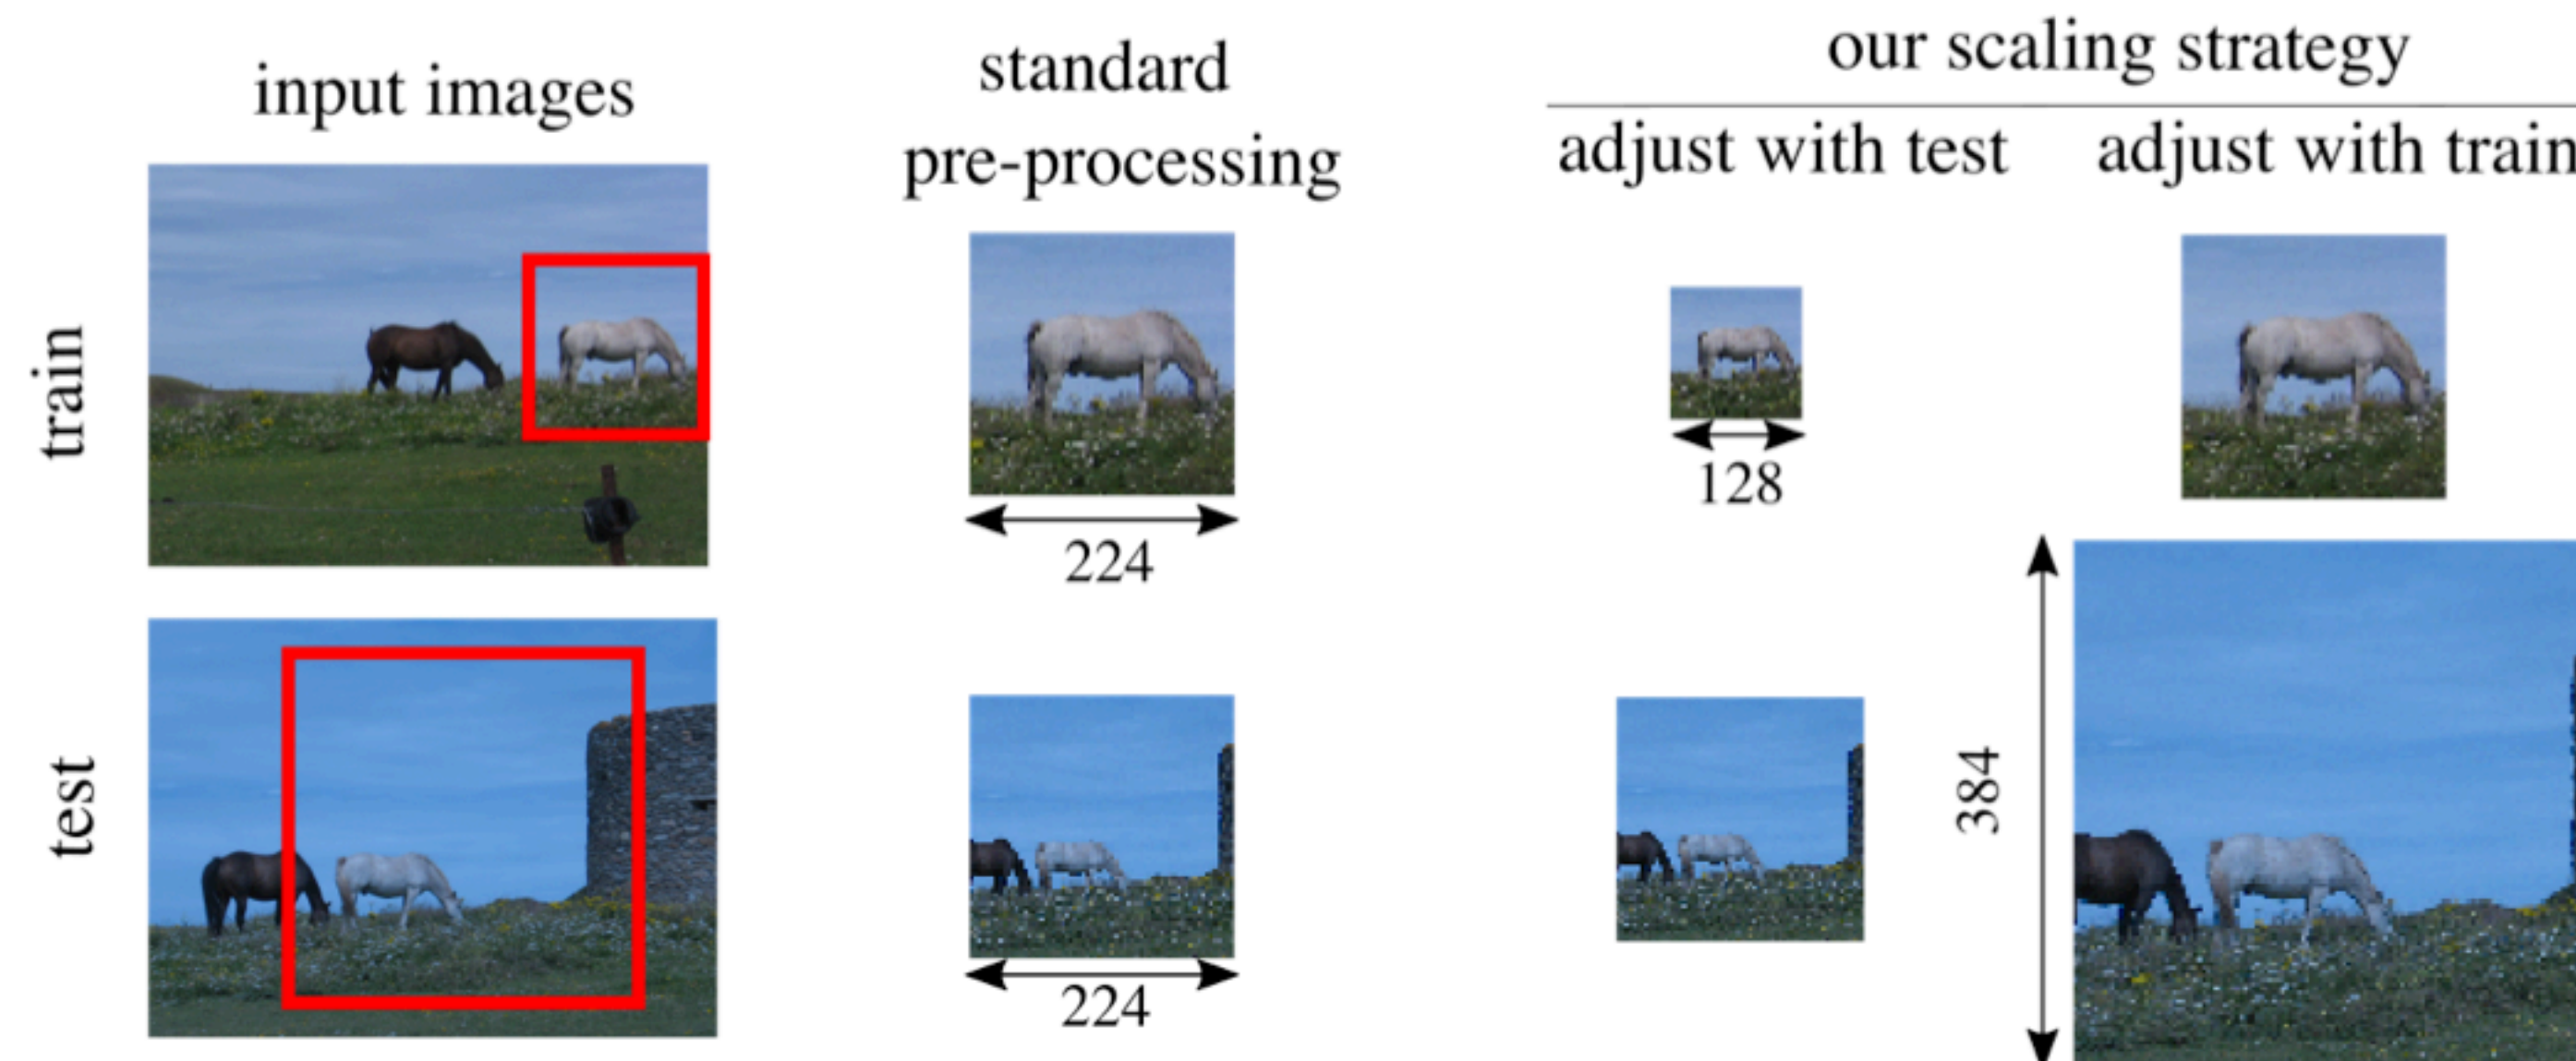 input images
standard
pre-processing
our scaling strategy
adjust with test
adjust with train
train
224
128
test
224
384